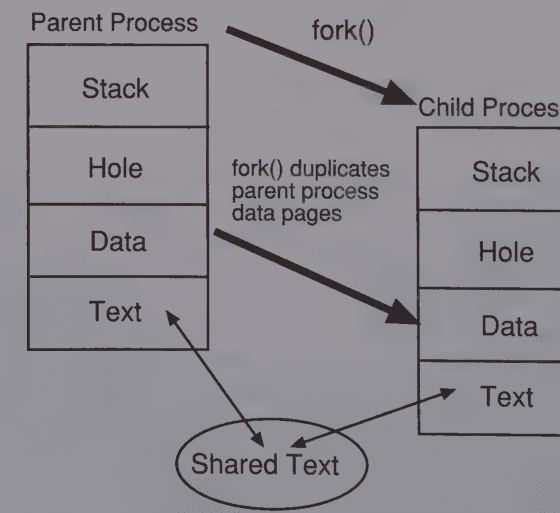 Parent Process
fork()
Stack
Hole
Data
Text
fork() duplicates
parent process
data pages
Child Proces
Stack
Hole
Data
Text
Shared Text